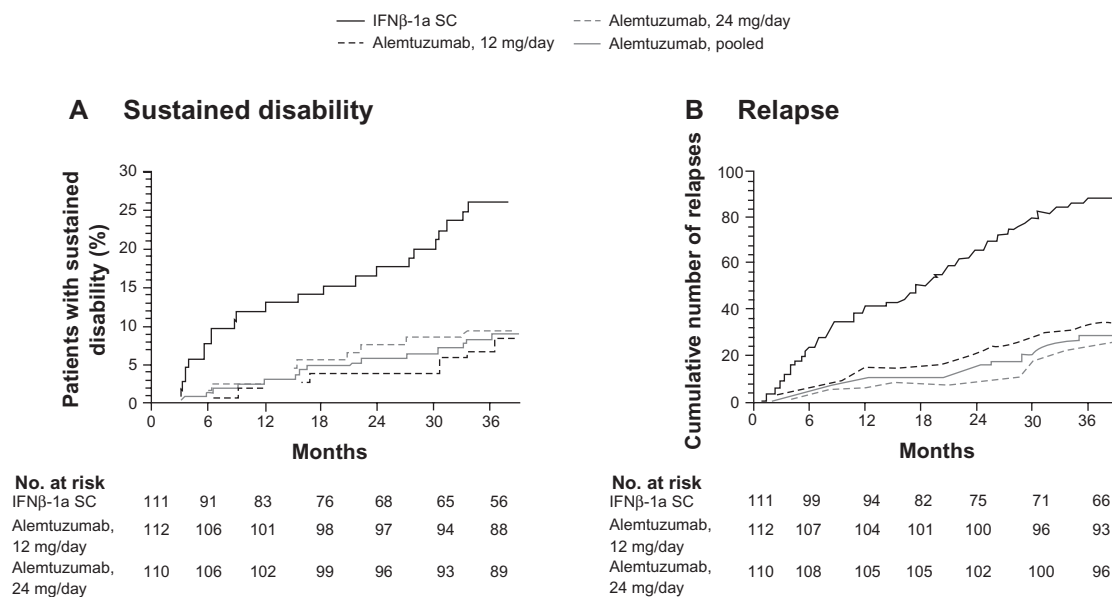 IFNβ-1a SC
Alemtuzumab, 12 mg/day
Alemtuzumab, 24 mg/day
Alemtuzumab, pooled
A Sustained disability
Patients with sustained
disability (%)
30
25
20
15
10
5
0
0 6 12 18 24 30 36
Months
No. at risk
IFNβ-1a SC 111 91 83 76 68 65 56
Alemtuzumab,
12 mg/day 112 106 101 98 97 94 88
Alemtuzumab,
24 mg/day 110 106 102 99 96 93 89
B Relapse
Cumulative number of relapses
100
80
60
40
20
0
0 6 12 18 24 30 36
Months
No. at risk
IFNβ-1a SC 111 99 94 82 75 71 66
Alemtuzumab,
12 mg/day 112 107 104 101 100 96 93
Alemtuzumab,
24 mg/day 110 108 105 105 102 100 96